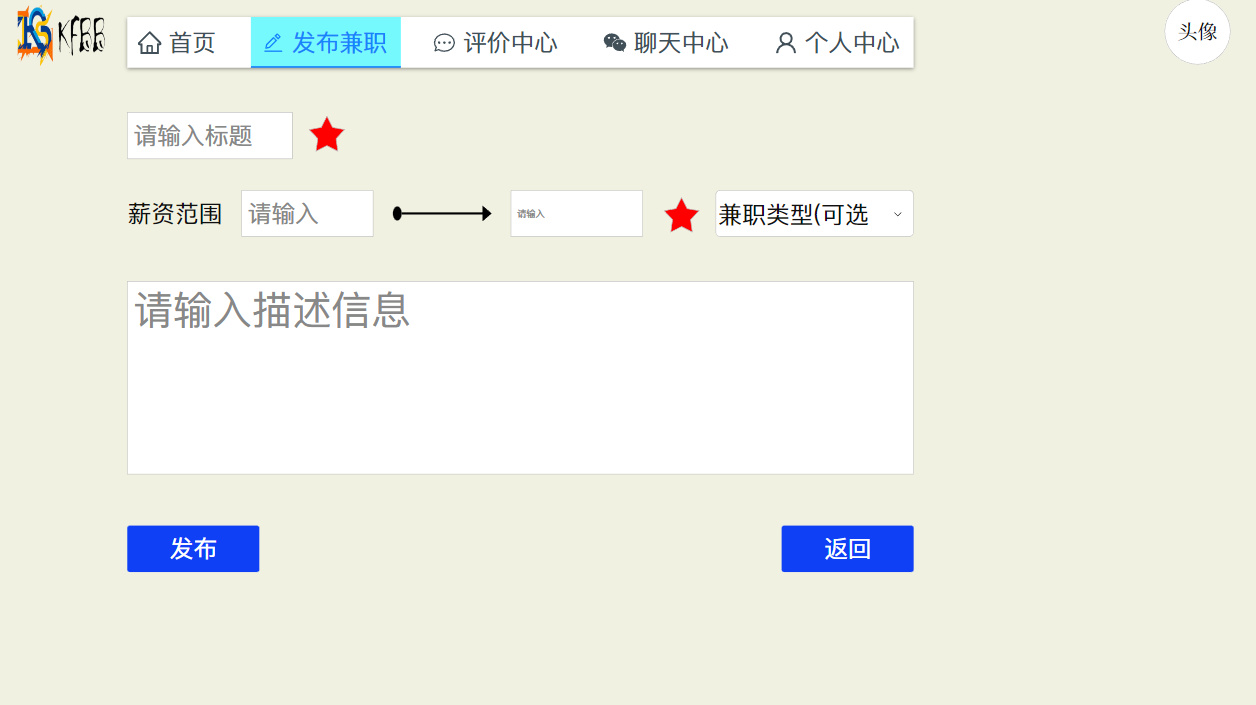 KFBB 首页 发布兼职 评价中心 聊天中心 个人中心 头像
请输入标题
薪资范围 请输入 请输入 兼职类型(可选
请输入描述信息
发布 返回